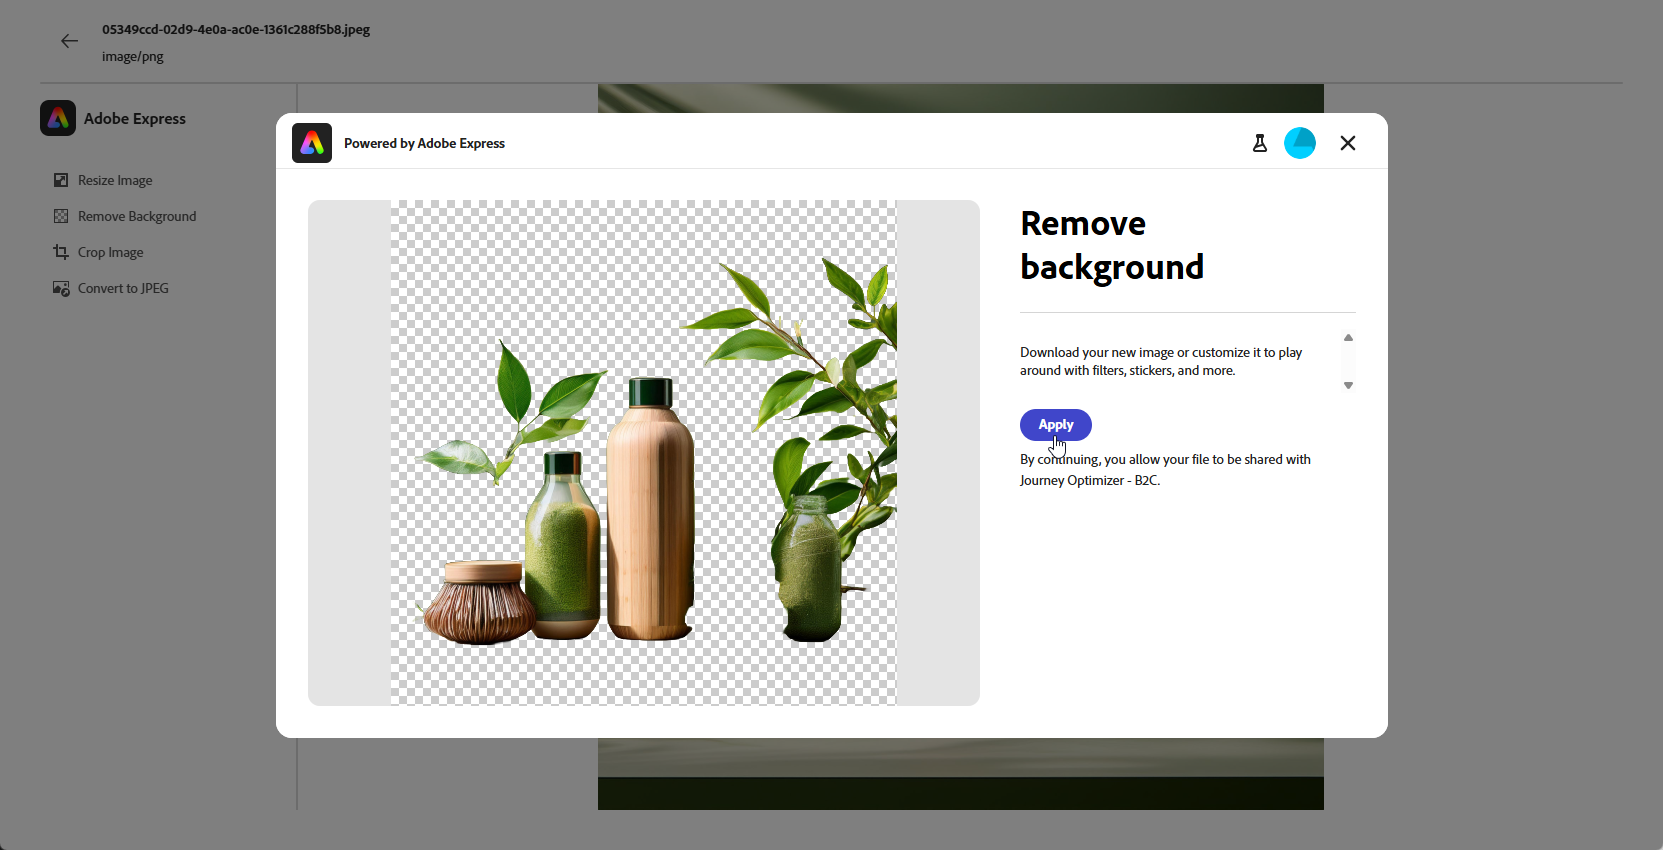 05349ccd-02d9-4e0a-ac0e-1361c288f5b8.jpeg
image/png
Adobe Express
Resize Image
Remove Background
Crop Image
Convert to JPEG
Powered by Adobe Express
Remove
background
Download your new image or customize it to play
around with filters, stickers, and more.
Apply
By continuing, you allow your file to be shared with
Journey Optimizer - B2C.